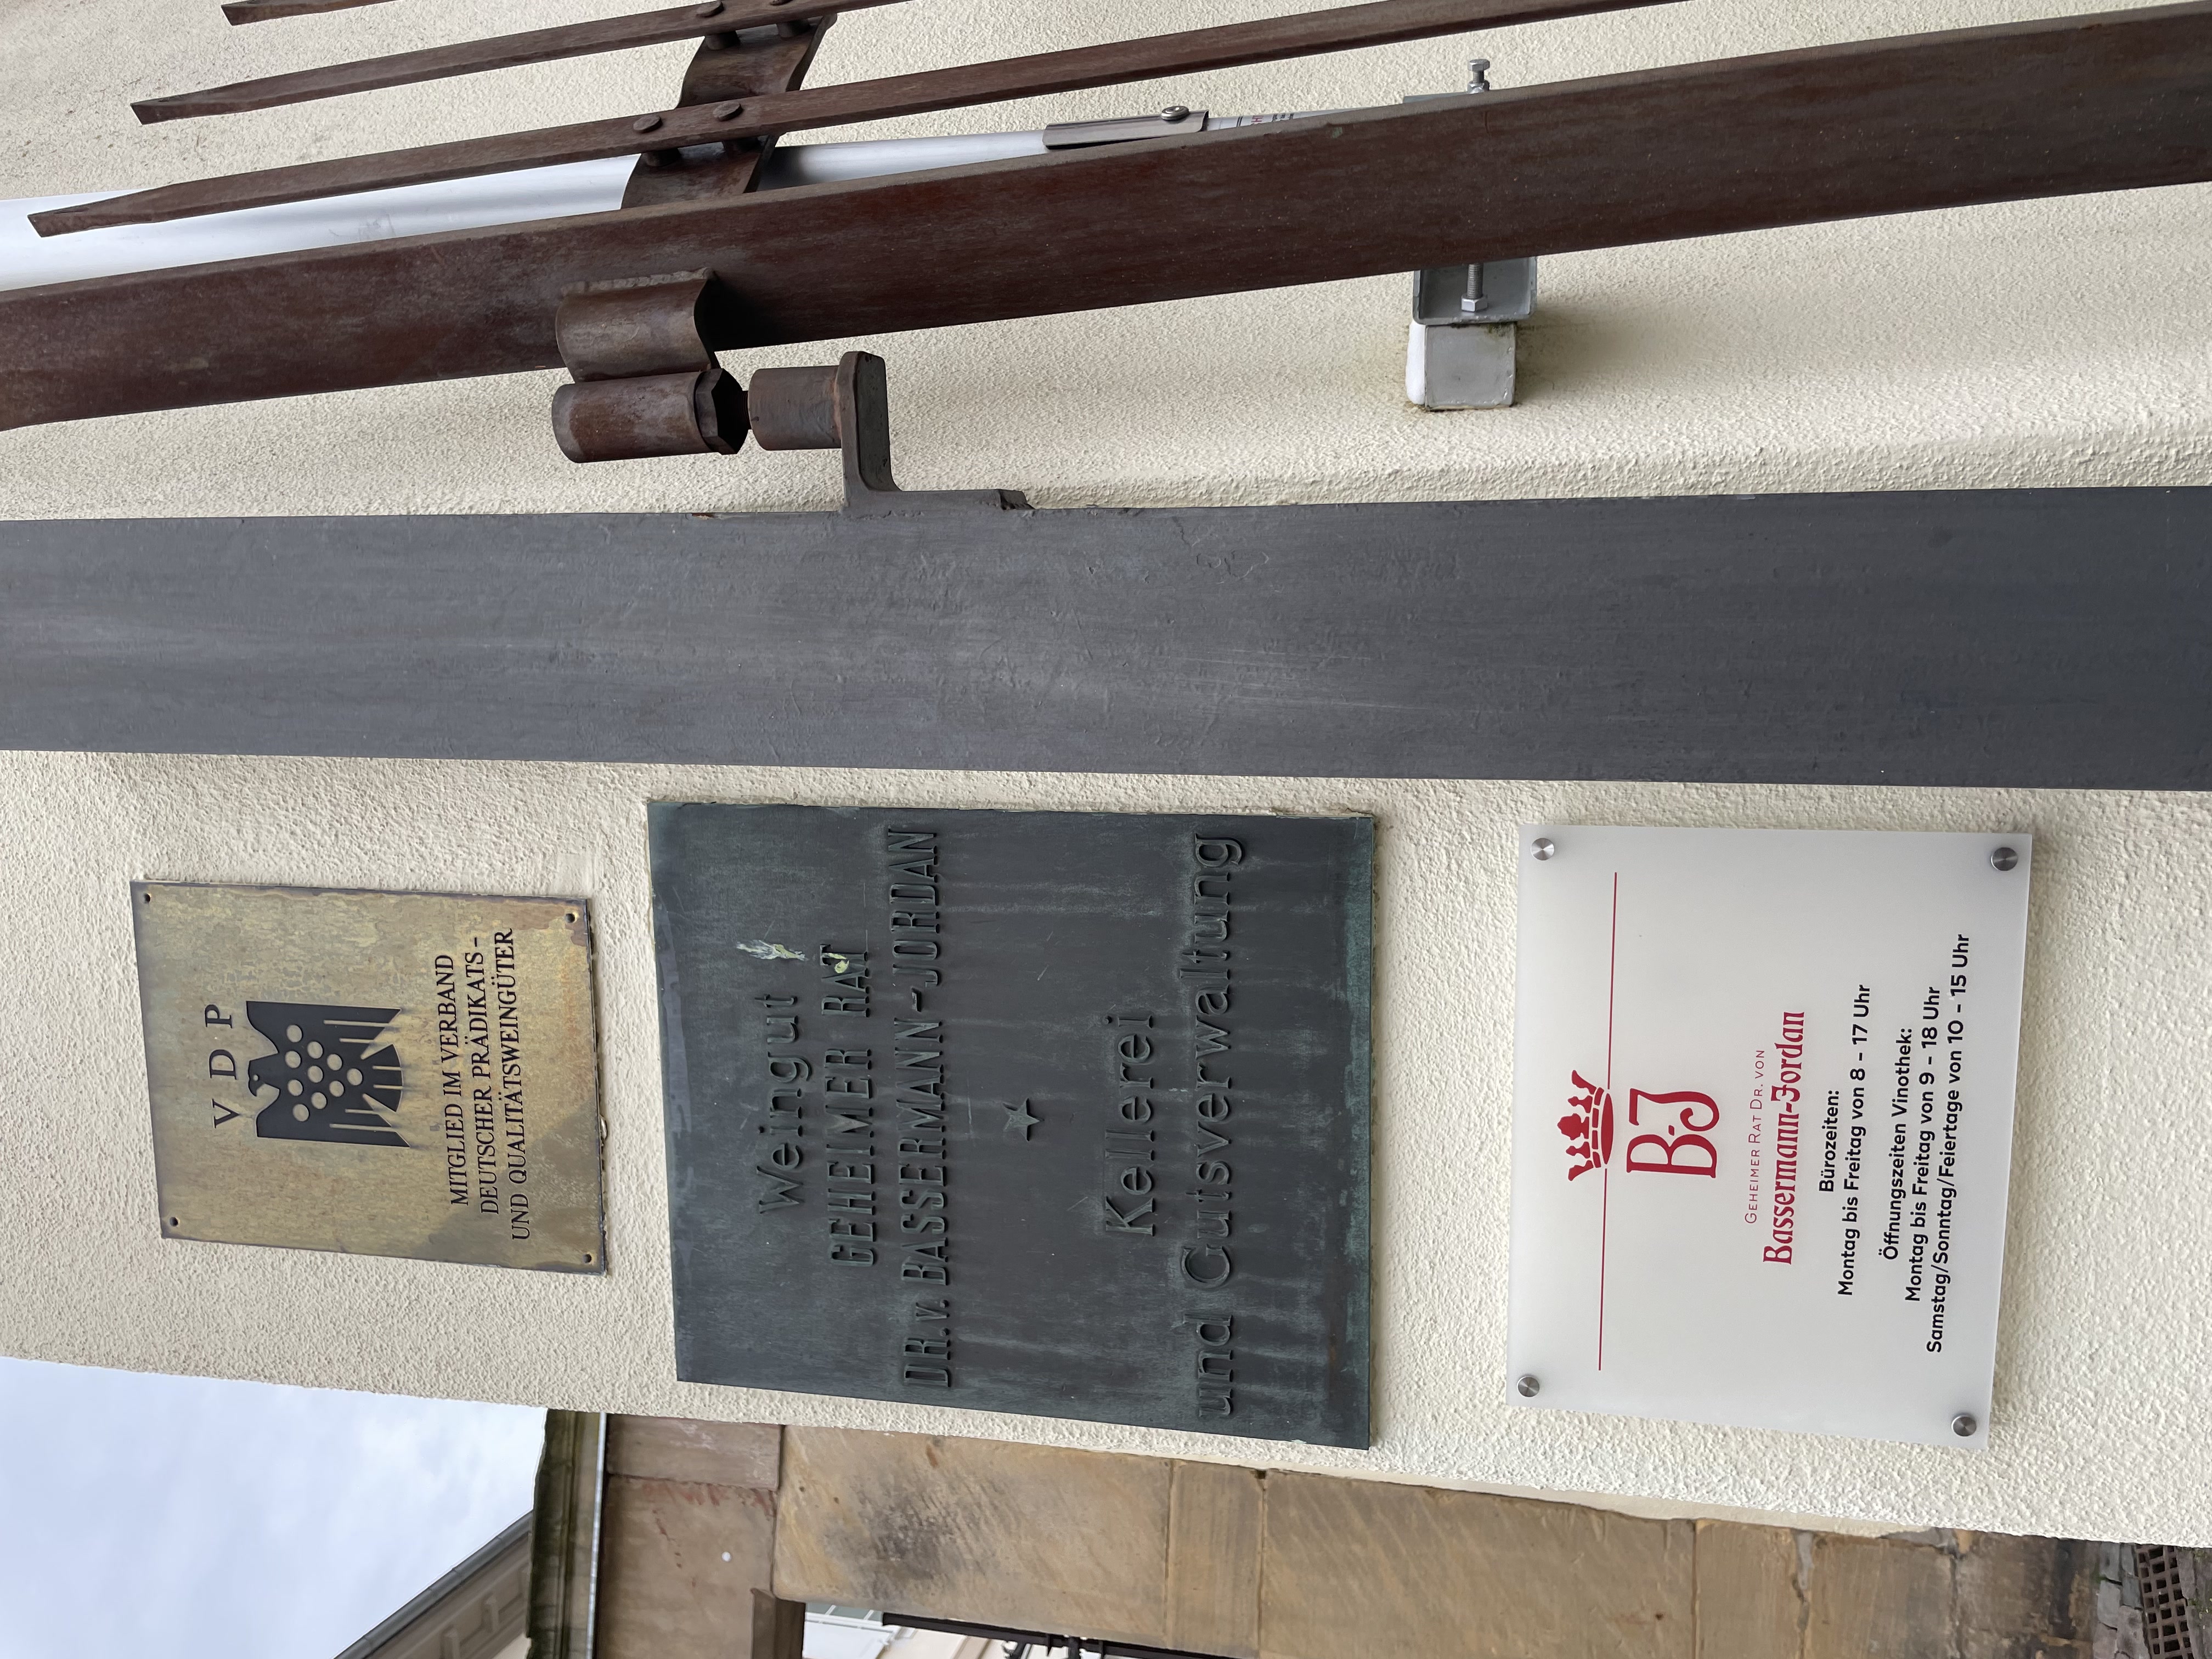 V D P
MITGLIED IM VERBAND
DEUTSCHER PRÄDIKATS-
UND QUALITÄTSWEINGÜTER
Weingut
GEHEIMER RAT
DR. v. BASSERMANN-JORDAN
Kellerei
und Gutsverwaltung
B-J
GEHEIMER RAT DR. VON
Bassermann-Jordan
Bürozeiten:
Montag bis Freitag von 8 - 17 Uhr
Öffnungszeiten Vinothek:
Montag bis Freitag von 9 - 18 Uhr
Samstag/Sonntag/Feiertage von 10 - 15 Uhr